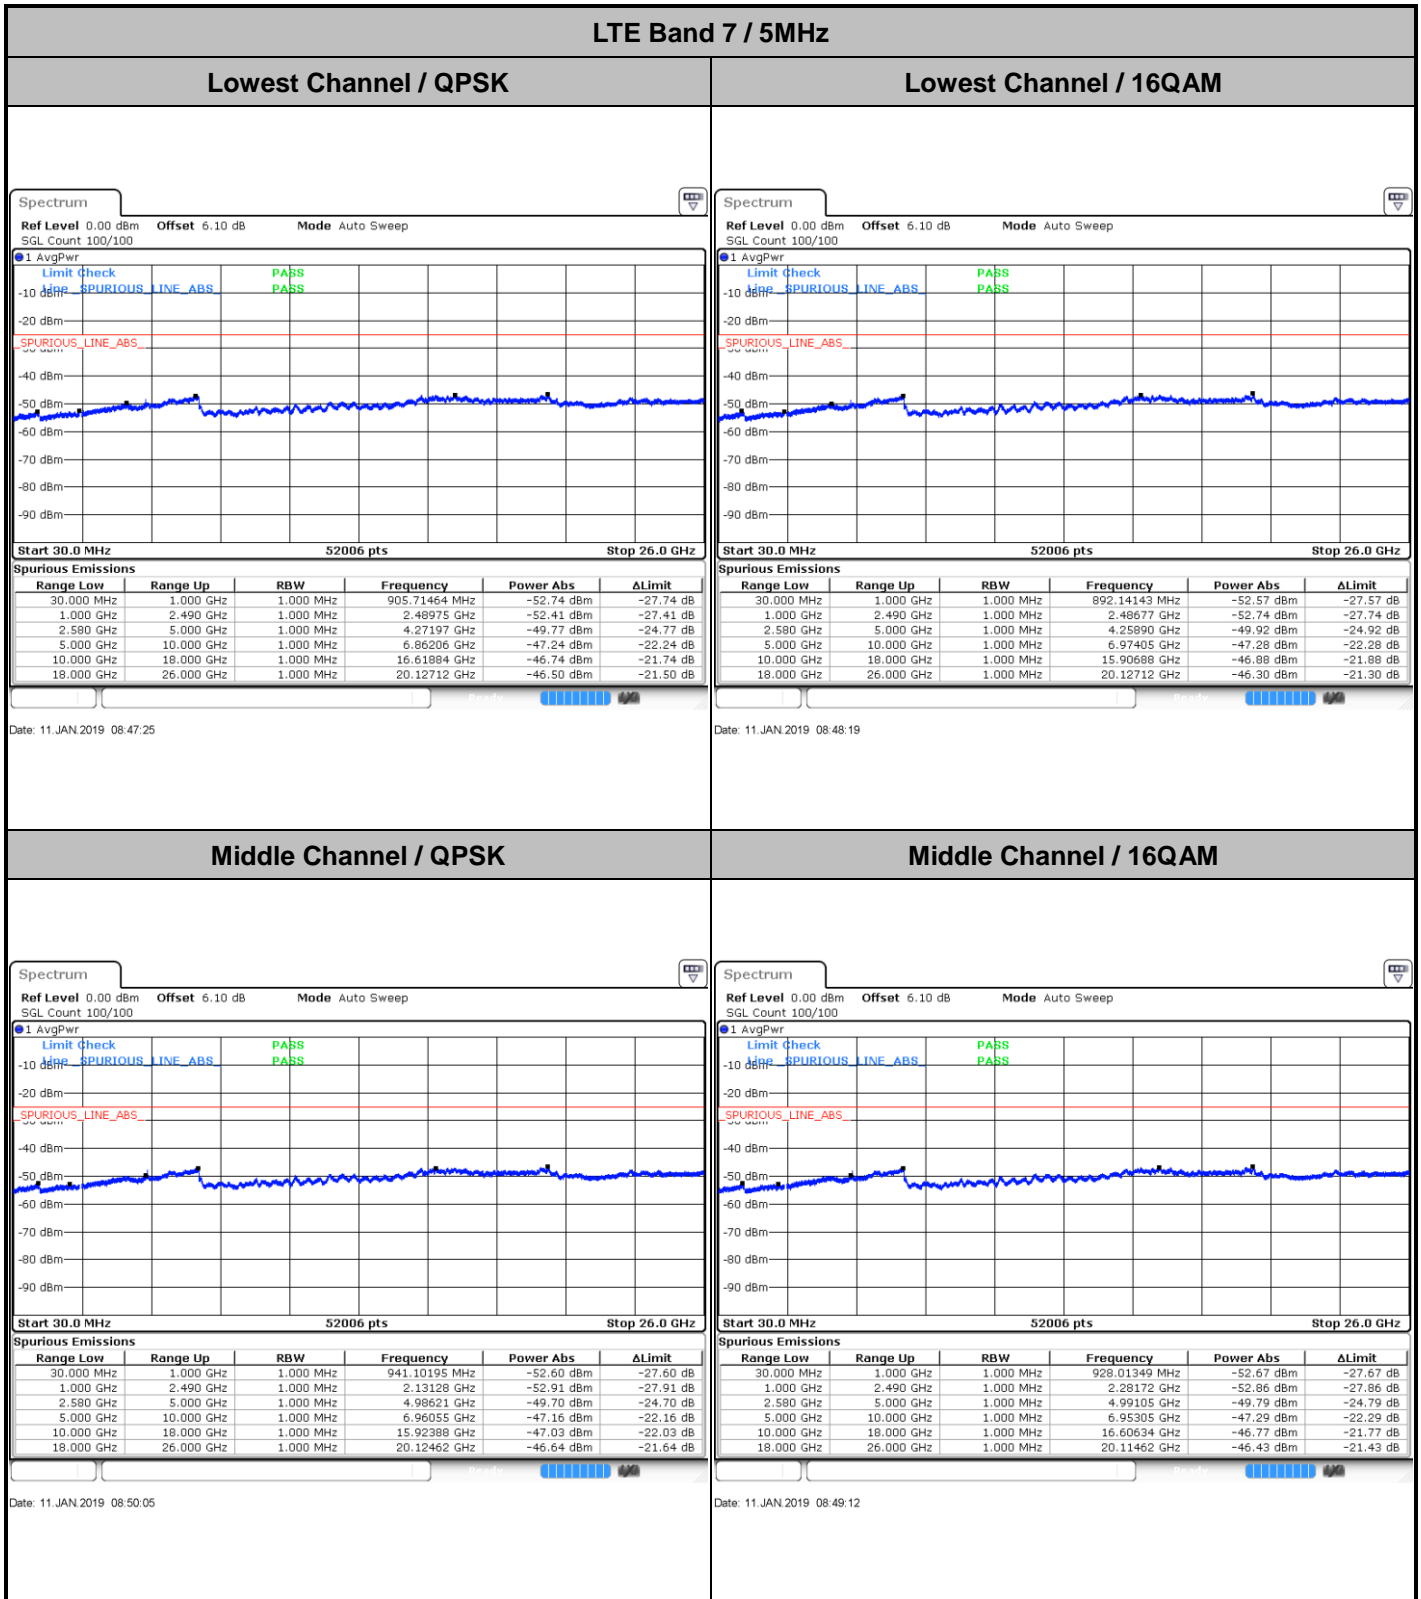 LTE Band 7 / 5MHz
Lowest Channel / QPSK
Lowest Channel / 16QAM
Spectrum
Ref Level 0.00 dBm Offset 6.10 dB Mode Auto Sweep
SGL Count 100/100
1 AvgPwr
Limit Check PASS
Line _SPURIOUS_LINE_ABS_ PASS
-10 dBm
-20 dBm
_SPURIOUS_LINE_ABS_
-40 dBm
-50 dBm
-60 dBm
-70 dBm
-80 dBm
-90 dBm
Start 30.0 MHz 52006 pts Stop 26.0 GHz
Spurious Emissions
Range Low Range Up RBW Frequency Power Abs ΔLimit
30.000 MHz 1.000 GHz 1.000 MHz 905.71464 MHz -52.74 dBm -27.74 dB
1.000 GHz 2.490 GHz 1.000 MHz 2.48975 GHz -52.41 dBm -27.41 dB
2.580 GHz 5.000 GHz 1.000 MHz 4.27197 GHz -49.77 dBm -24.77 dB
5.000 GHz 10.000 GHz 1.000 MHz 6.86206 GHz -47.24 dBm -22.24 dB
10.000 GHz 18.000 GHz 1.000 MHz 16.61884 GHz -46.74 dBm -21.74 dB
18.000 GHz 26.000 GHz 1.000 MHz 20.12712 GHz -46.50 dBm -21.50 dB
Date: 11.JAN.2019 08:47:25
Spectrum
Ref Level 0.00 dBm Offset 6.10 dB Mode Auto Sweep
SGL Count 100/100
1 AvgPwr
Limit Check PASS
Line _SPURIOUS_LINE_ABS_ PASS
-10 dBm
-20 dBm
_SPURIOUS_LINE_ABS_
-40 dBm
-50 dBm
-60 dBm
-70 dBm
-80 dBm
-90 dBm
Start 30.0 MHz 52006 pts Stop 26.0 GHz
Spurious Emissions
Range Low Range Up RBW Frequency Power Abs ΔLimit
30.000 MHz 1.000 GHz 1.000 MHz 892.14143 MHz -52.57 dBm -27.57 dB
1.000 GHz 2.490 GHz 1.000 MHz 2.48677 GHz -52.74 dBm -27.74 dB
2.580 GHz 5.000 GHz 1.000 MHz 4.25890 GHz -49.92 dBm -24.92 dB
5.000 GHz 10.000 GHz 1.000 MHz 6.97405 GHz -47.28 dBm -22.28 dB
10.000 GHz 18.000 GHz 1.000 MHz 15.90688 GHz -46.88 dBm -21.88 dB
18.000 GHz 26.000 GHz 1.000 MHz 20.12712 GHz -46.30 dBm -21.30 dB
Date: 11.JAN.2019 08:48:19
Middle Channel / QPSK
Middle Channel / 16QAM
Spectrum
Ref Level 0.00 dBm Offset 6.10 dB Mode Auto Sweep
SGL Count 100/100
1 AvgPwr
Limit Check PASS
Line _SPURIOUS_LINE_ABS_ PASS
-10 dBm
-20 dBm
_SPURIOUS_LINE_ABS_
-40 dBm
-50 dBm
-60 dBm
-70 dBm
-80 dBm
-90 dBm
Start 30.0 MHz 52006 pts Stop 26.0 GHz
Spurious Emissions
Range Low Range Up RBW Frequency Power Abs ΔLimit
30.000 MHz 1.000 GHz 1.000 MHz 941.10195 MHz -52.60 dBm -27.60 dB
1.000 GHz 2.490 GHz 1.000 MHz 2.13128 GHz -52.91 dBm -27.91 dB
2.580 GHz 5.000 GHz 1.000 MHz 4.98621 GHz -49.70 dBm -24.70 dB
5.000 GHz 10.000 GHz 1.000 MHz 6.96055 GHz -47.16 dBm -22.16 dB
10.000 GHz 18.000 GHz 1.000 MHz 15.92388 GHz -47.03 dBm -22.03 dB
18.000 GHz 26.000 GHz 1.000 MHz 20.12462 GHz -46.64 dBm -21.64 dB
Date: 11.JAN.2019 08:50:05
Spectrum
Ref Level 0.00 dBm Offset 6.10 dB Mode Auto Sweep
SGL Count 100/100
1 AvgPwr
Limit Check PASS
Line _SPURIOUS_LINE_ABS_ PASS
-10 dBm
-20 dBm
_SPURIOUS_LINE_ABS_
-40 dBm
-50 dBm
-60 dBm
-70 dBm
-80 dBm
-90 dBm
Start 30.0 MHz 52006 pts Stop 26.0 GHz
Spurious Emissions
Range Low Range Up RBW Frequency Power Abs ΔLimit
30.000 MHz 1.000 GHz 1.000 MHz 928.01349 MHz -52.67 dBm -27.67 dB
1.000 GHz 2.490 GHz 1.000 MHz 2.28172 GHz -52.86 dBm -27.86 dB
2.580 GHz 5.000 GHz 1.000 MHz 4.99105 GHz -49.79 dBm -24.79 dB
5.000 GHz 10.000 GHz 1.000 MHz 6.95305 GHz -47.29 dBm -22.29 dB
10.000 GHz 18.000 GHz 1.000 MHz 16.60634 GHz -46.77 dBm -21.77 dB
18.000 GHz 26.000 GHz 1.000 MHz 20.11462 GHz -46.43 dBm -21.43 dB
Date: 11.JAN.2019 08:49:12